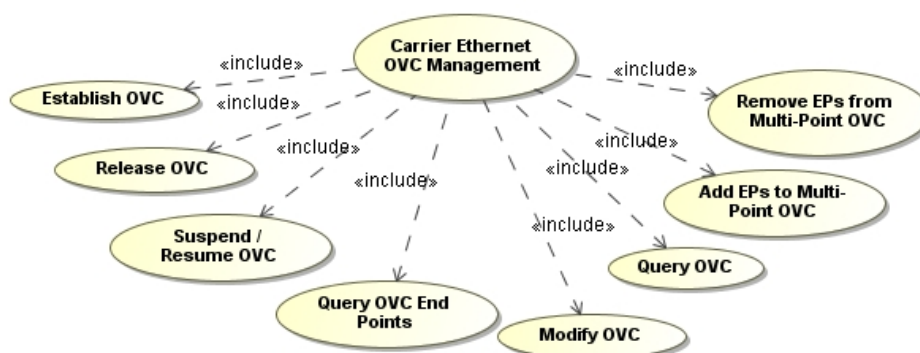 Carrier Ethernet
OVC Management
«include»
«include»
«include»
«include»
«include»
«include»
«include»
«include»
Establish OVC
Release OVC
Suspend /
Resume OVC
Query OVC End
Points
Modify OVC
Query OVC
Add EPs to Multi-
Point OVC
Remove EPs from
Multi-Point OVC